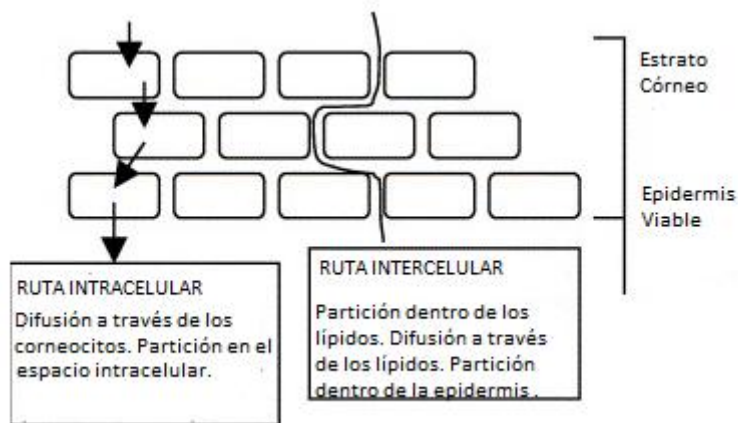 Estrato
Córneo
Epidermis
Viable
RUTA INTRACELULAR
Difusión a través de los
corneocitos. Partición en el
espacio intracelular.
RUTA INTERCELULAR
Partición dentro de los
lípidos. Difusión a través
de los lípidos. Partición
dentro de la epidermis .